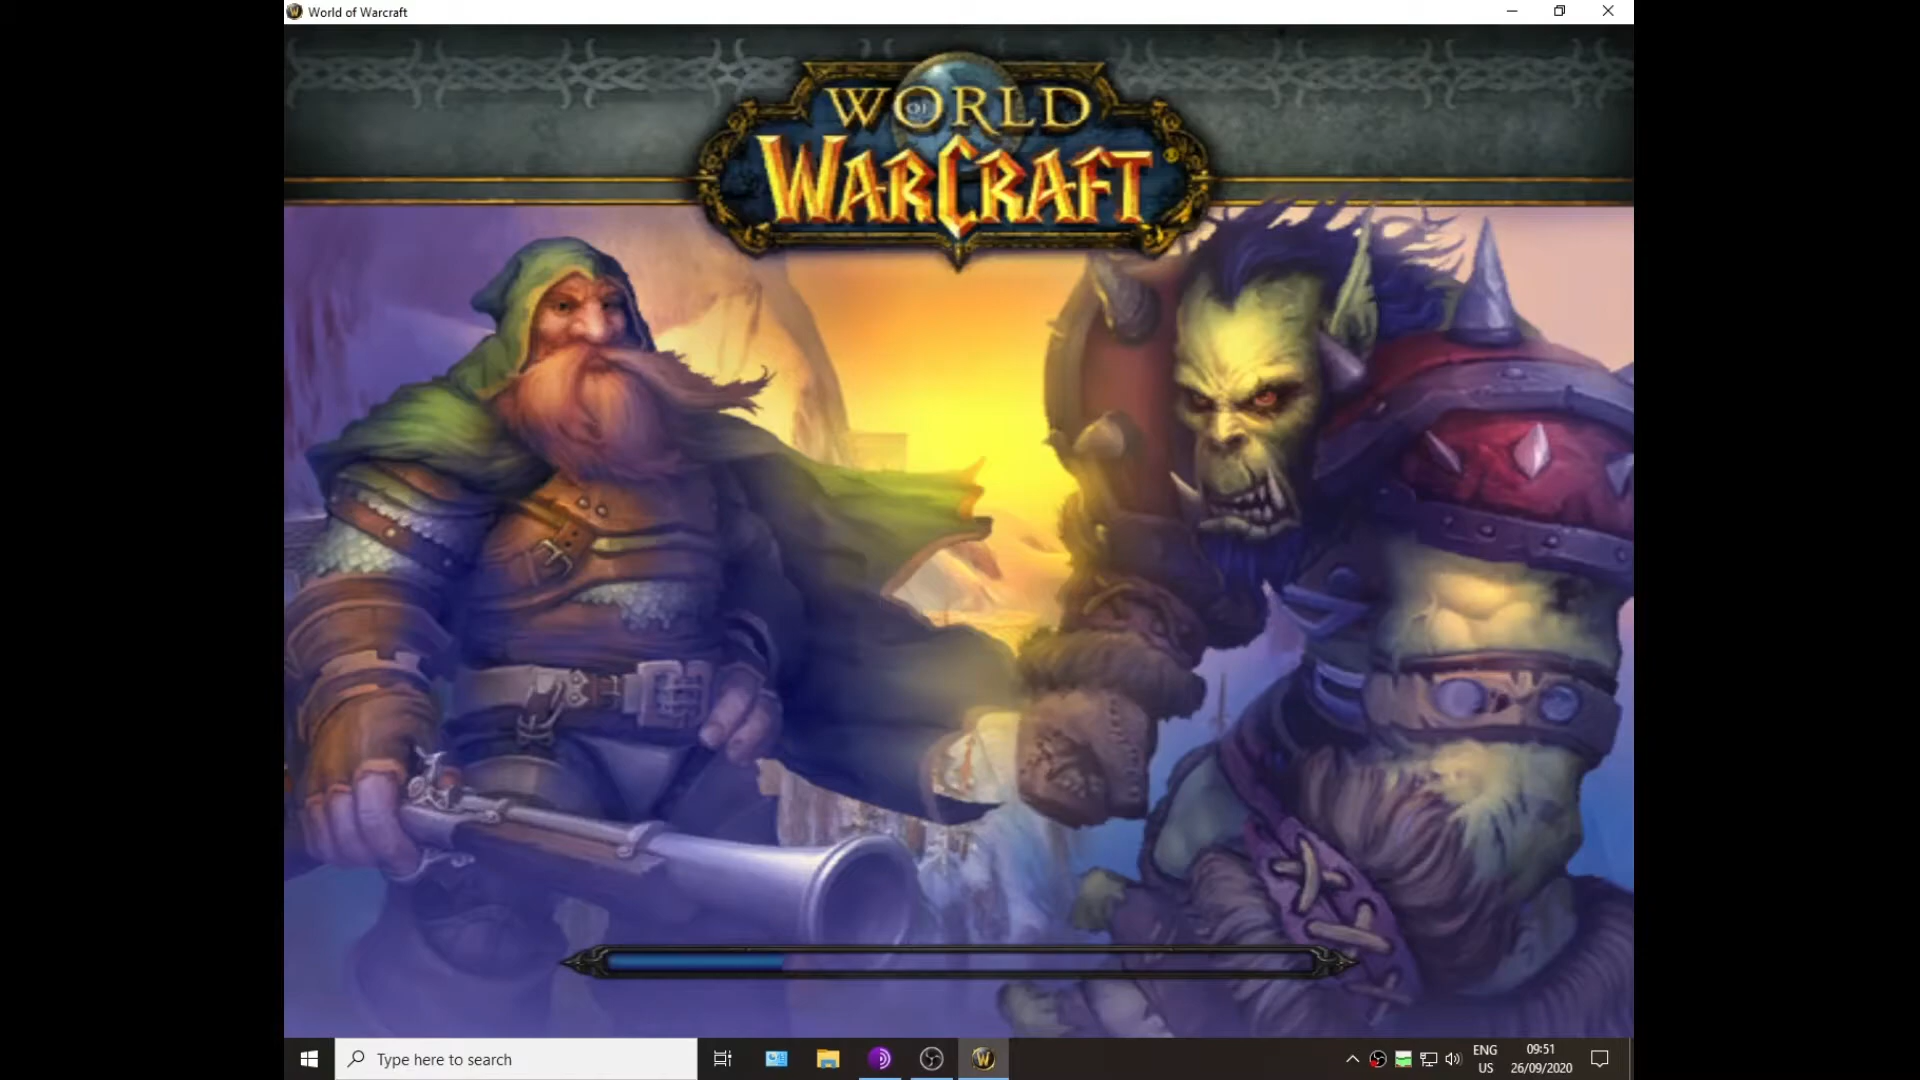 World of Warcraft
WORLD
OF
WARCRAFT
Type here to search
ENG
US
09:51
26/09/2020